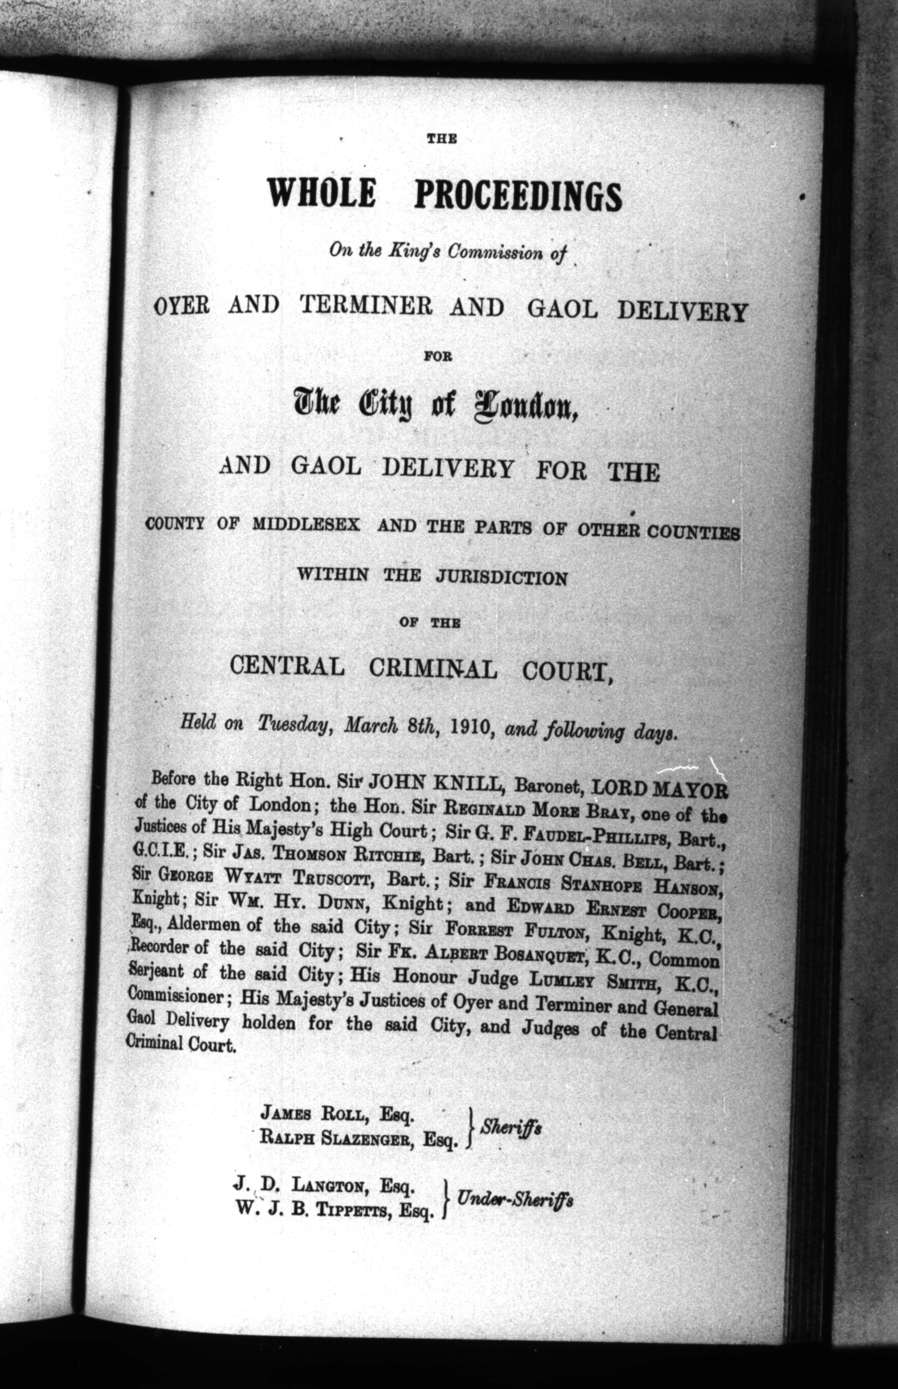 THE
WHOLE PROCEEDINGS
On the King's Commission of
OYER AND TERMINER AND GAOL DELIVERY
FOR
The City of London,
AND GAOL DELIVERY FOR THE
COUNTY OF MIDDLESEX AND THE PARTS OF OTHER COUNTIES
WITHIN THE JURISDICTION
OF THE
CENTRAL CRIMINAL COURT,
Held on Tuesday, March 8th, 1910, and following days.
Before the Right Hon. Sir JOHN KNILL, Baronet, LORD MAYOR
of the City of London; the Hon. Sir REGINALD MORE BRAY, one of the
Justices of His Majesty's High Court; Sir G. F. FAUDEL-PHILLIPS, Bart.,
G.C.I.E.; Sir JAS. THOMSON RITCHIE, Bart.; Sir JOHN CHAS. BELL, Bart.;
Sir GEORGE WYATT TRUSCOTT, Bart.; Sir FRANCIS STANHOPE HANSON,
Knight; Sir WM. HY. DUNN, Knight; and EDWARD ERNEST COOPER,
Esq., Aldermen of the said City; Sir FORREST FULTON, Knight, K.C.,
Recorder of the said City; Sir FK. ALBERT BOSANQUET, K.C., Common
Serjeant of the said City; His Honour Judge LUMLEY SMITH, K.C.,
Commissioner; His Majesty's Justices of Oyer and Terminer and General
Gaol Delivery holden for the said City, and Judges of the Central
Criminal Court.
JAMES ROLL, Esq.
RALPH SLAZENGER, Esq. } Sheriffs
J. D. LANGTON, Esq.
W. J. B. TIPPETTS, Esq. } Under-Sheriffs